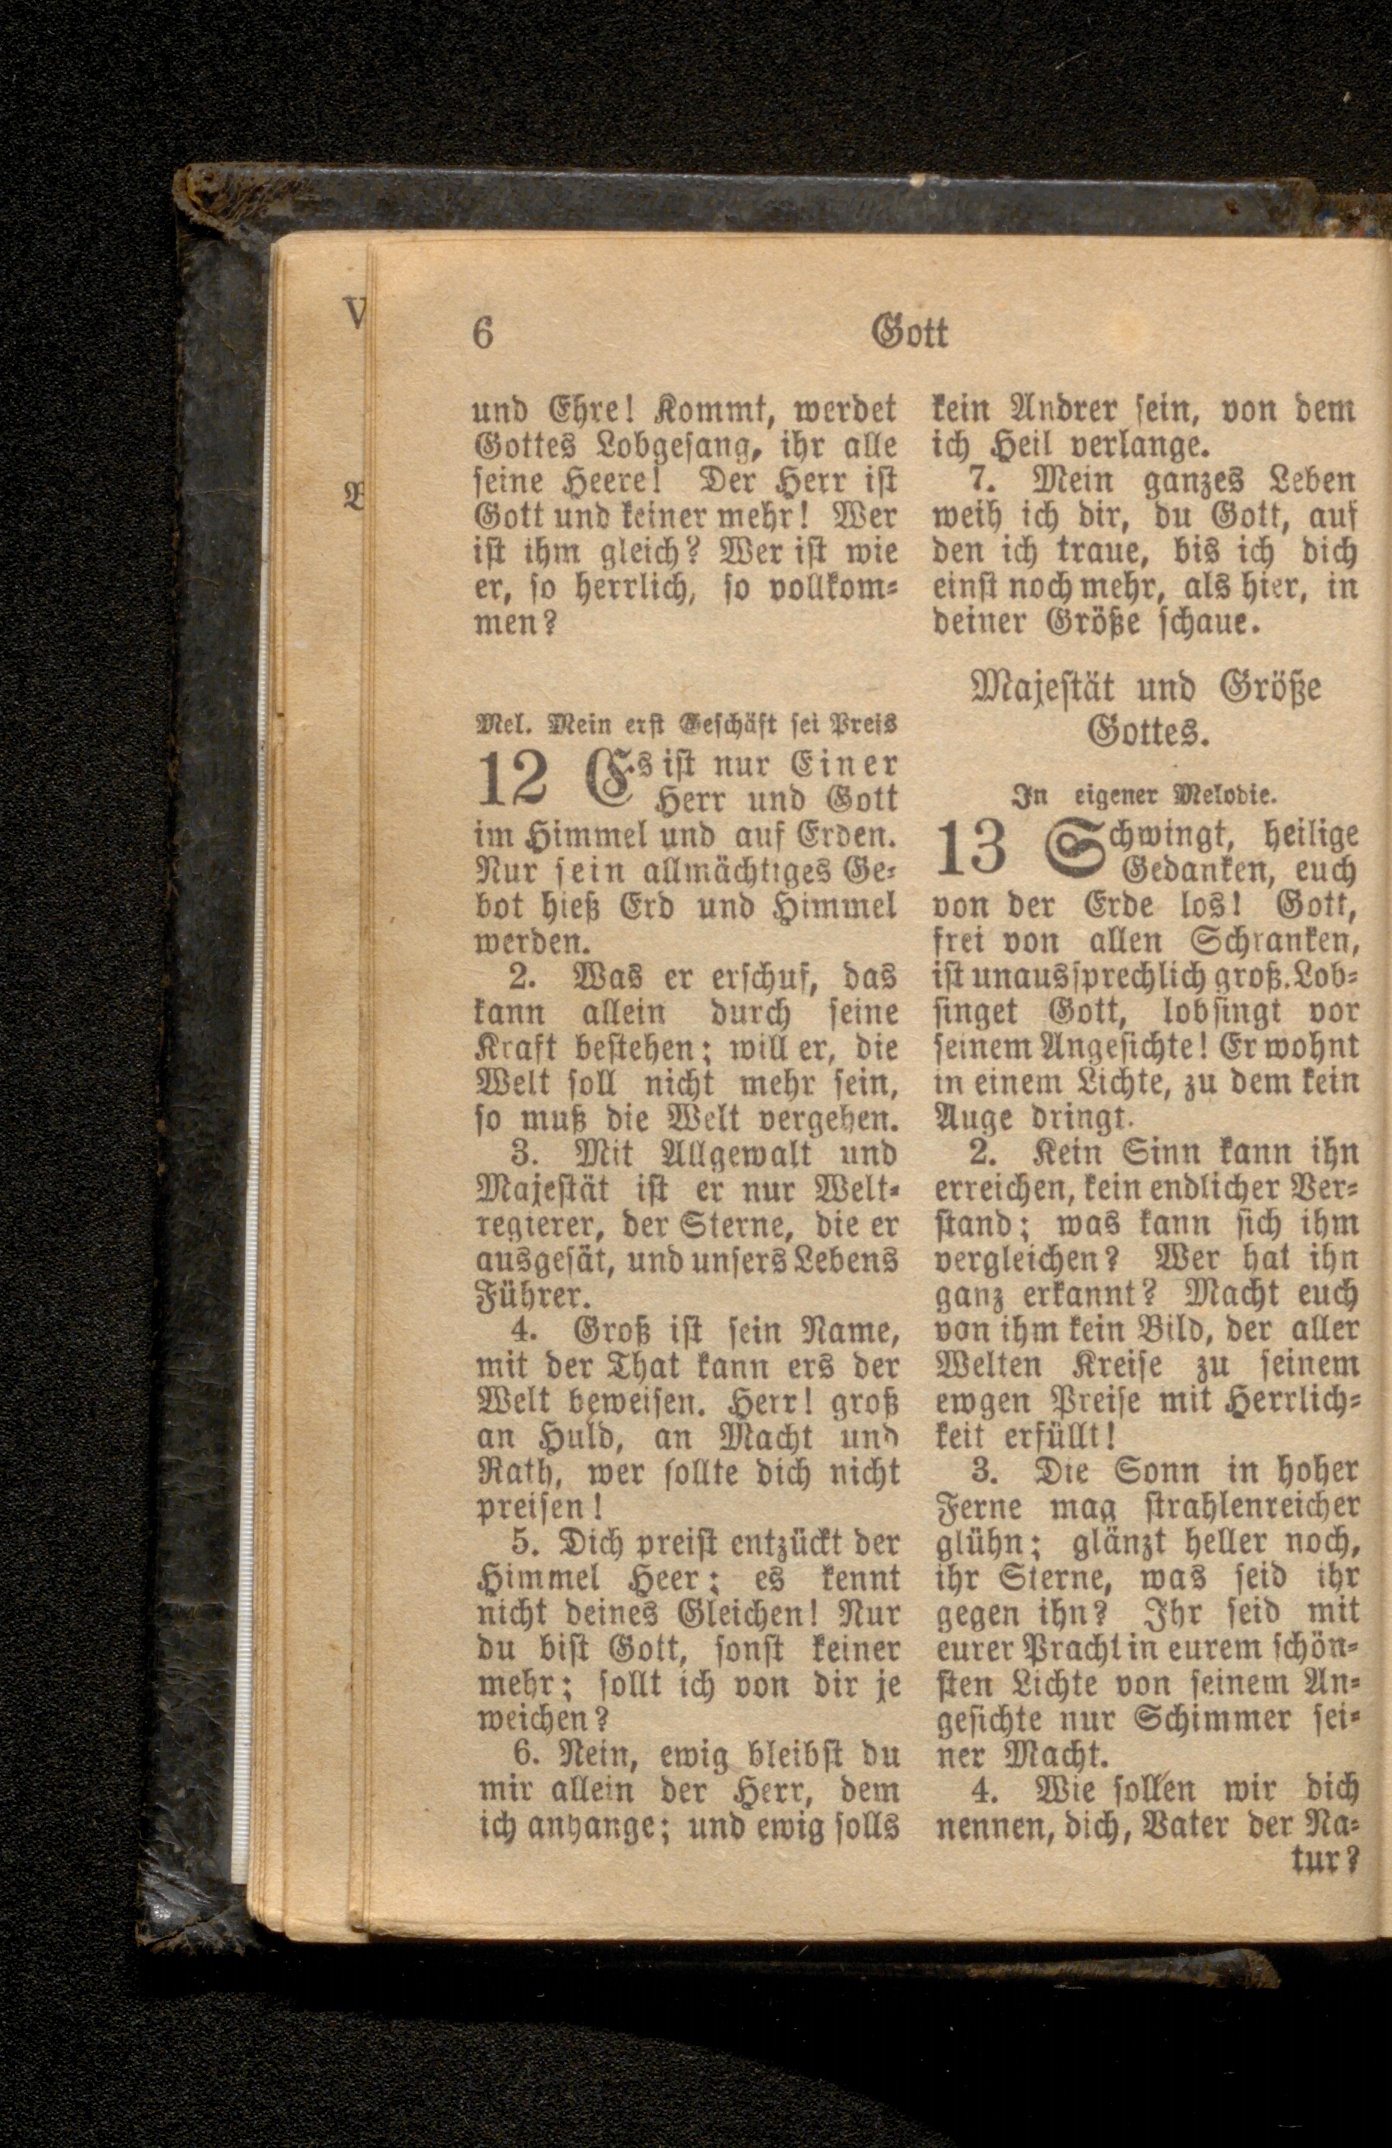 6
Gott
und Ehre! Kommt, werdet
Gottes Lobgesang, ihr alle
seine Heere! Der Herr ist
Gott und keiner mehr! Wer
ist ihm gleich? Wer ist wie
er, so herrlich, so vollkom-
men?
Mel. Mein erst Geschäft sei Preis
12 Es ist nur Einer
Herr und Gott
im Himmel und auf Erden.
Nur sein allmächtiges Ge-
bot hieß Erd und Himmel
werden.
2. Was er erschuf, das
kann allein durch seine
Kraft bestehen; will er, die
Welt soll nicht mehr sein,
so muß die Welt vergehen.
3. Mit Allgewalt und
Majestät ist er nur Welt-
regierer, der Sterne, die er
ausgesät, und unsers Lebens
Führer.
4. Groß ist sein Name,
mit der That kann ers der
Welt beweisen. Herr! groß
an Huld, an Macht und
Rath, wer sollte dich nicht
preisen!
5. Dich preist entzückt der
Himmel Heer; es kennt
nicht deines Gleichen! Nur
du bist Gott, sonst keiner
mehr; sollt ich von dir je
weichen?
6. Nein, ewig bleibst du
mir allein der Herr, dem
ich anhange; und ewig solls
kein Andrer sein, von dem
ich Heil verlange.
7. Mein ganzes Leben
weih ich dir, du Gott, auf
den ich traue, bis ich dich
einst noch mehr, als hier, in
deiner Größe schaue.
Majestät und Größe
Gottes.
In eigener Melodie.
13 Schwingt, heilige
Gedanken, euch
von der Erde los! Gott,
frei von allen Schranken,
ist unaussprechlich groß. Lob-
singet Gott, lobsingt vor
seinem Angesichte! Er wohnt
in einem Lichte, zu dem kein
Auge dringt.
2. Kein Sinn kann ihn
erreichen, kein endlicher Ver-
stand; was kann sich ihm
vergleichen? Wer hat ihn
ganz erkannt? Macht euch
von ihm kein Bild, der aller
Welten Kreise zu seinem
ewgen Preise mit Herrlich-
keit erfüllt!
3. Die Sonn in hoher
Ferne mag strahlenreicher
glühn; glänzt heller noch,
ihr Sterne, was seid ihr
gegen ihn? Ihr seid mit
eurer Pracht in eurem schön-
sten Lichte von seinem An-
gesichte nur Schimmer sei-
ner Macht.
4. Wie sollen wir dich
nennen, dich, Vater der Na-
tur?